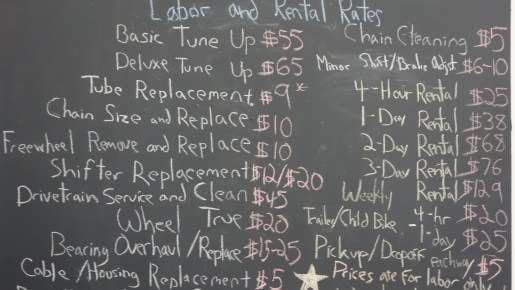 Labor and Rental Rates
Basic Tune Up $55
Deluxe Tune Up $65
Tube Replacement $9*
Chain Size and Replace $10
Freewheel Remove and Replace $10
Shifter Replacement $12/$20
Drivetrain Service and Clean $45
Wheel True $20
Bearing Overhaul/Replace $15-25
Cable/Housing Replacement $5
Chain Cleaning $5
Minor Shift/Brake Adjst $6-10
4-Hour Rental $25
1-Day Rental $38
2-Day Rental $68
3-Day Rental $76
Weekly Rental $129
Trailer/Child Bike - 4-hr $20
- 1-day $25
Pickup/Dropoff each way $5
Prices are for labor only